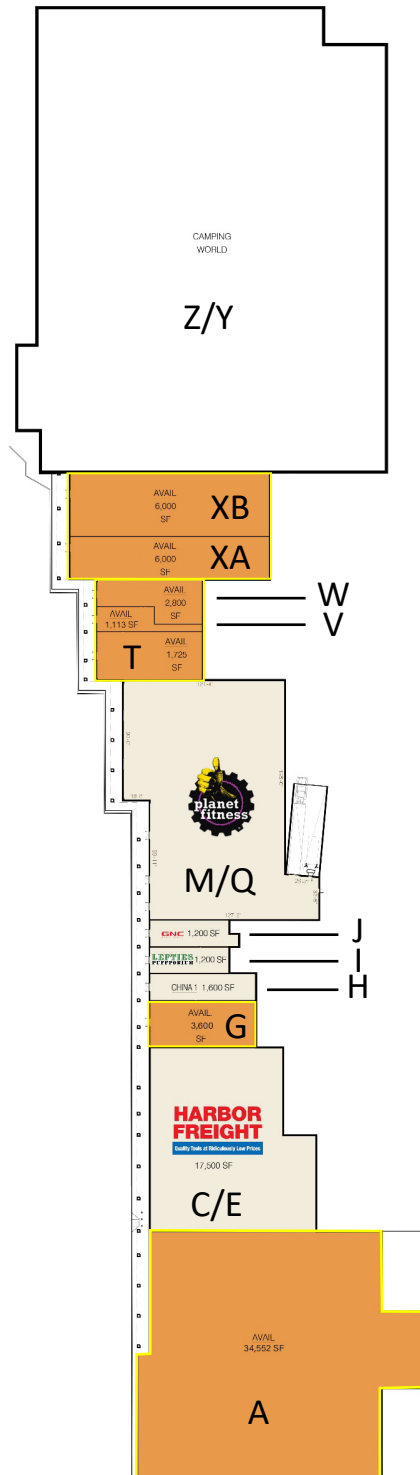 CAMPING
WORLD
Z/Y
AVAIL.
6,000
SF
XB
AVAIL.
6,000
SF
XA
AVAIL.
2,800
SF
W
AVAIL
1,113 SF
V
T
AVAIL.
1,725
SF
planet
fitness
M/Q
GNC 1,200 SF
J
LEPTIES 1,200 SF
I
CHINA 1 1,600 SF
H
AVAIL.
3,600
SF
G
HARBOR
FREIGHT
Quality Tools at Ridiculously Low Prices
17,500 SF
C/E
AVAIL
34,552 SF
A